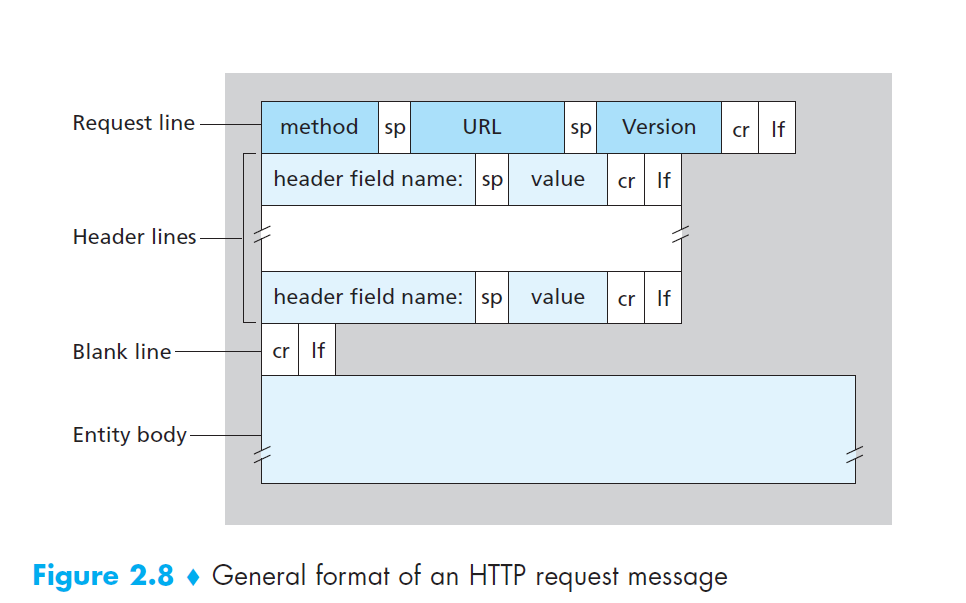 Request line method sp URL sp Version cr lf
header field name: sp value cr lf
Header lines
header field name: sp value cr lf
Blank line cr lf
Entity body
Figure 2.8 ♦ General format of an HTTP request message